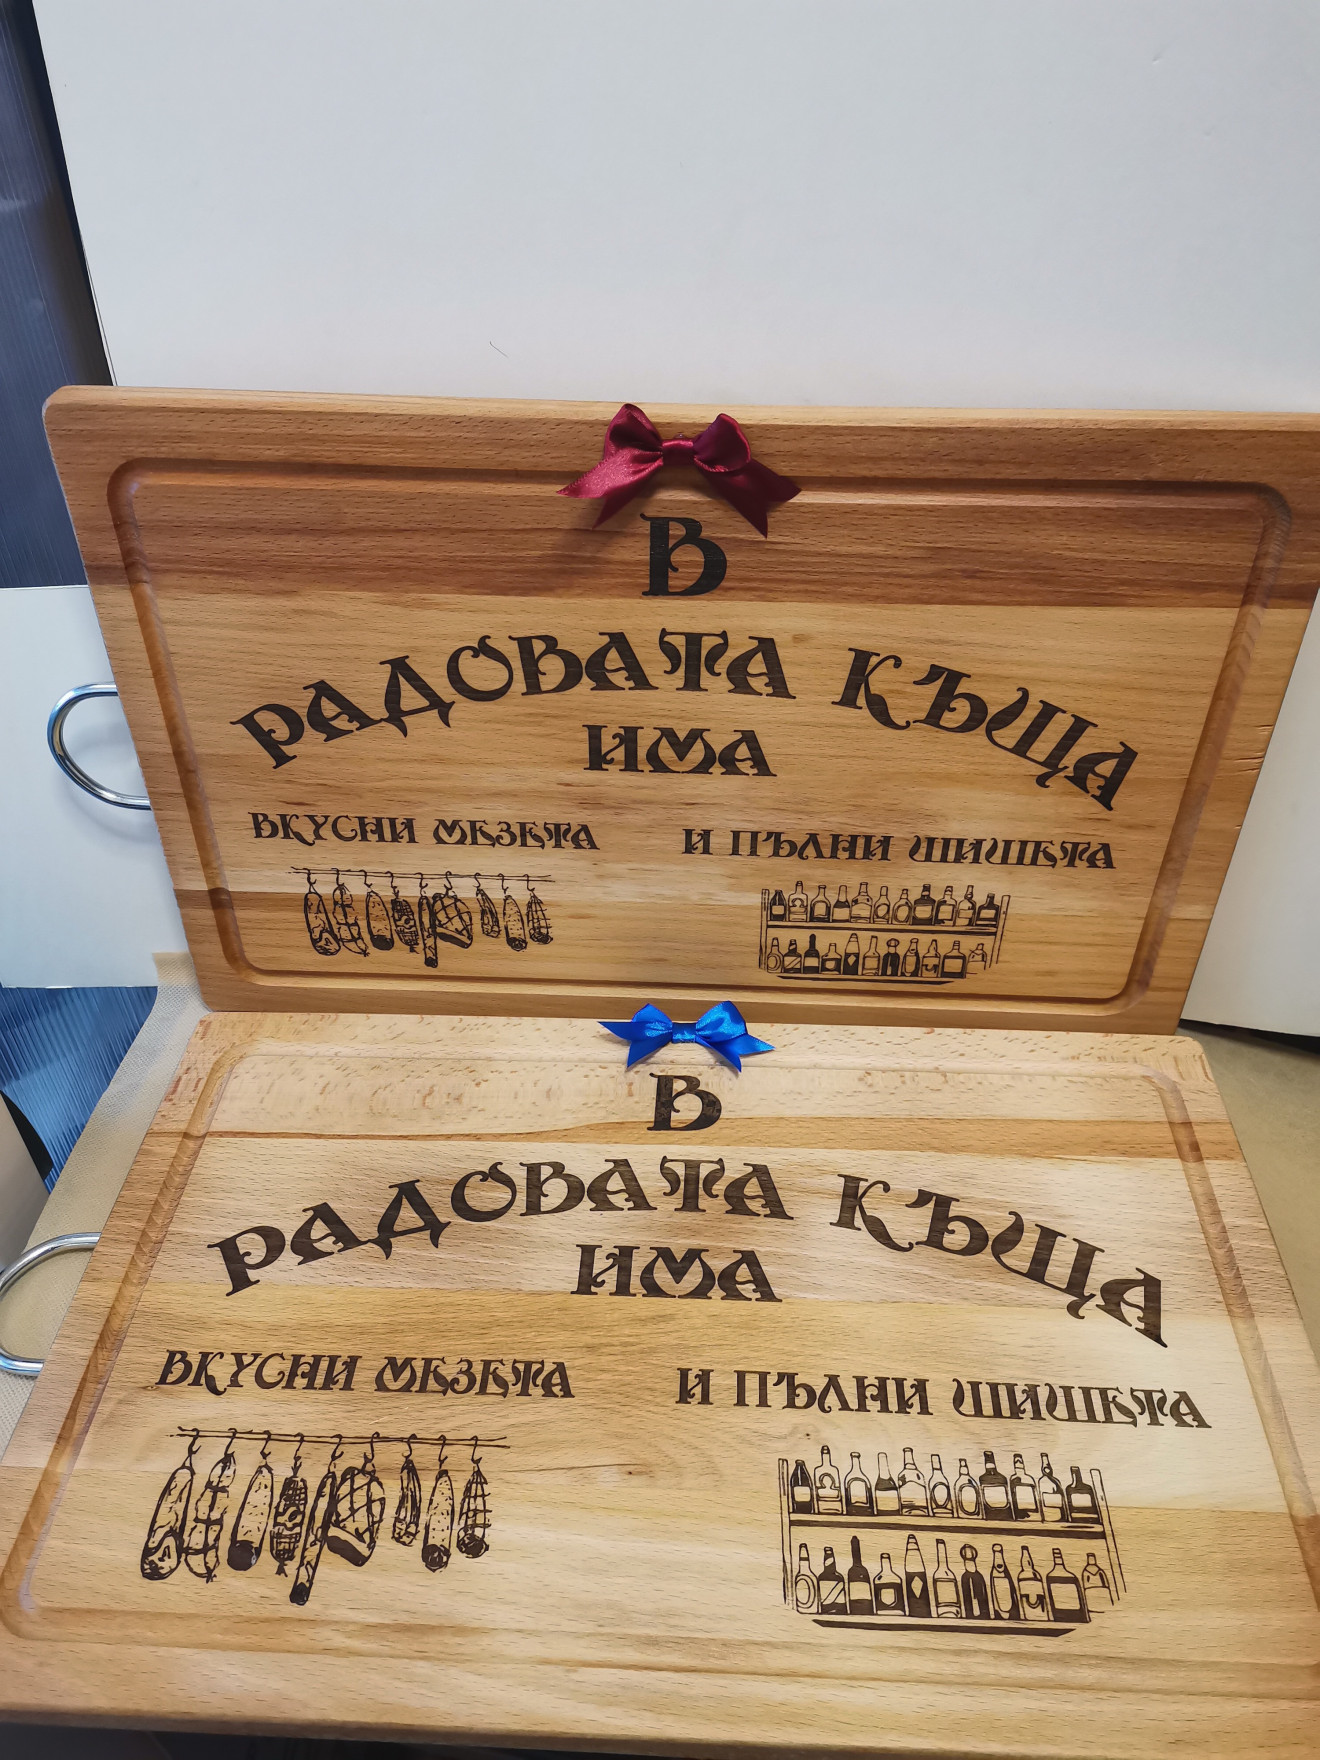 В
РАДОВАТА КЪЩА
ИМА
ВКУСНИ МЕЗЕТА
И ПЪЛНИ ШИШЕТА
В
РАДОВАТА КЪЩА
ИМА
ВКУСНИ МЕЗЕТА
И ПЪЛНИ ШИШЕТА